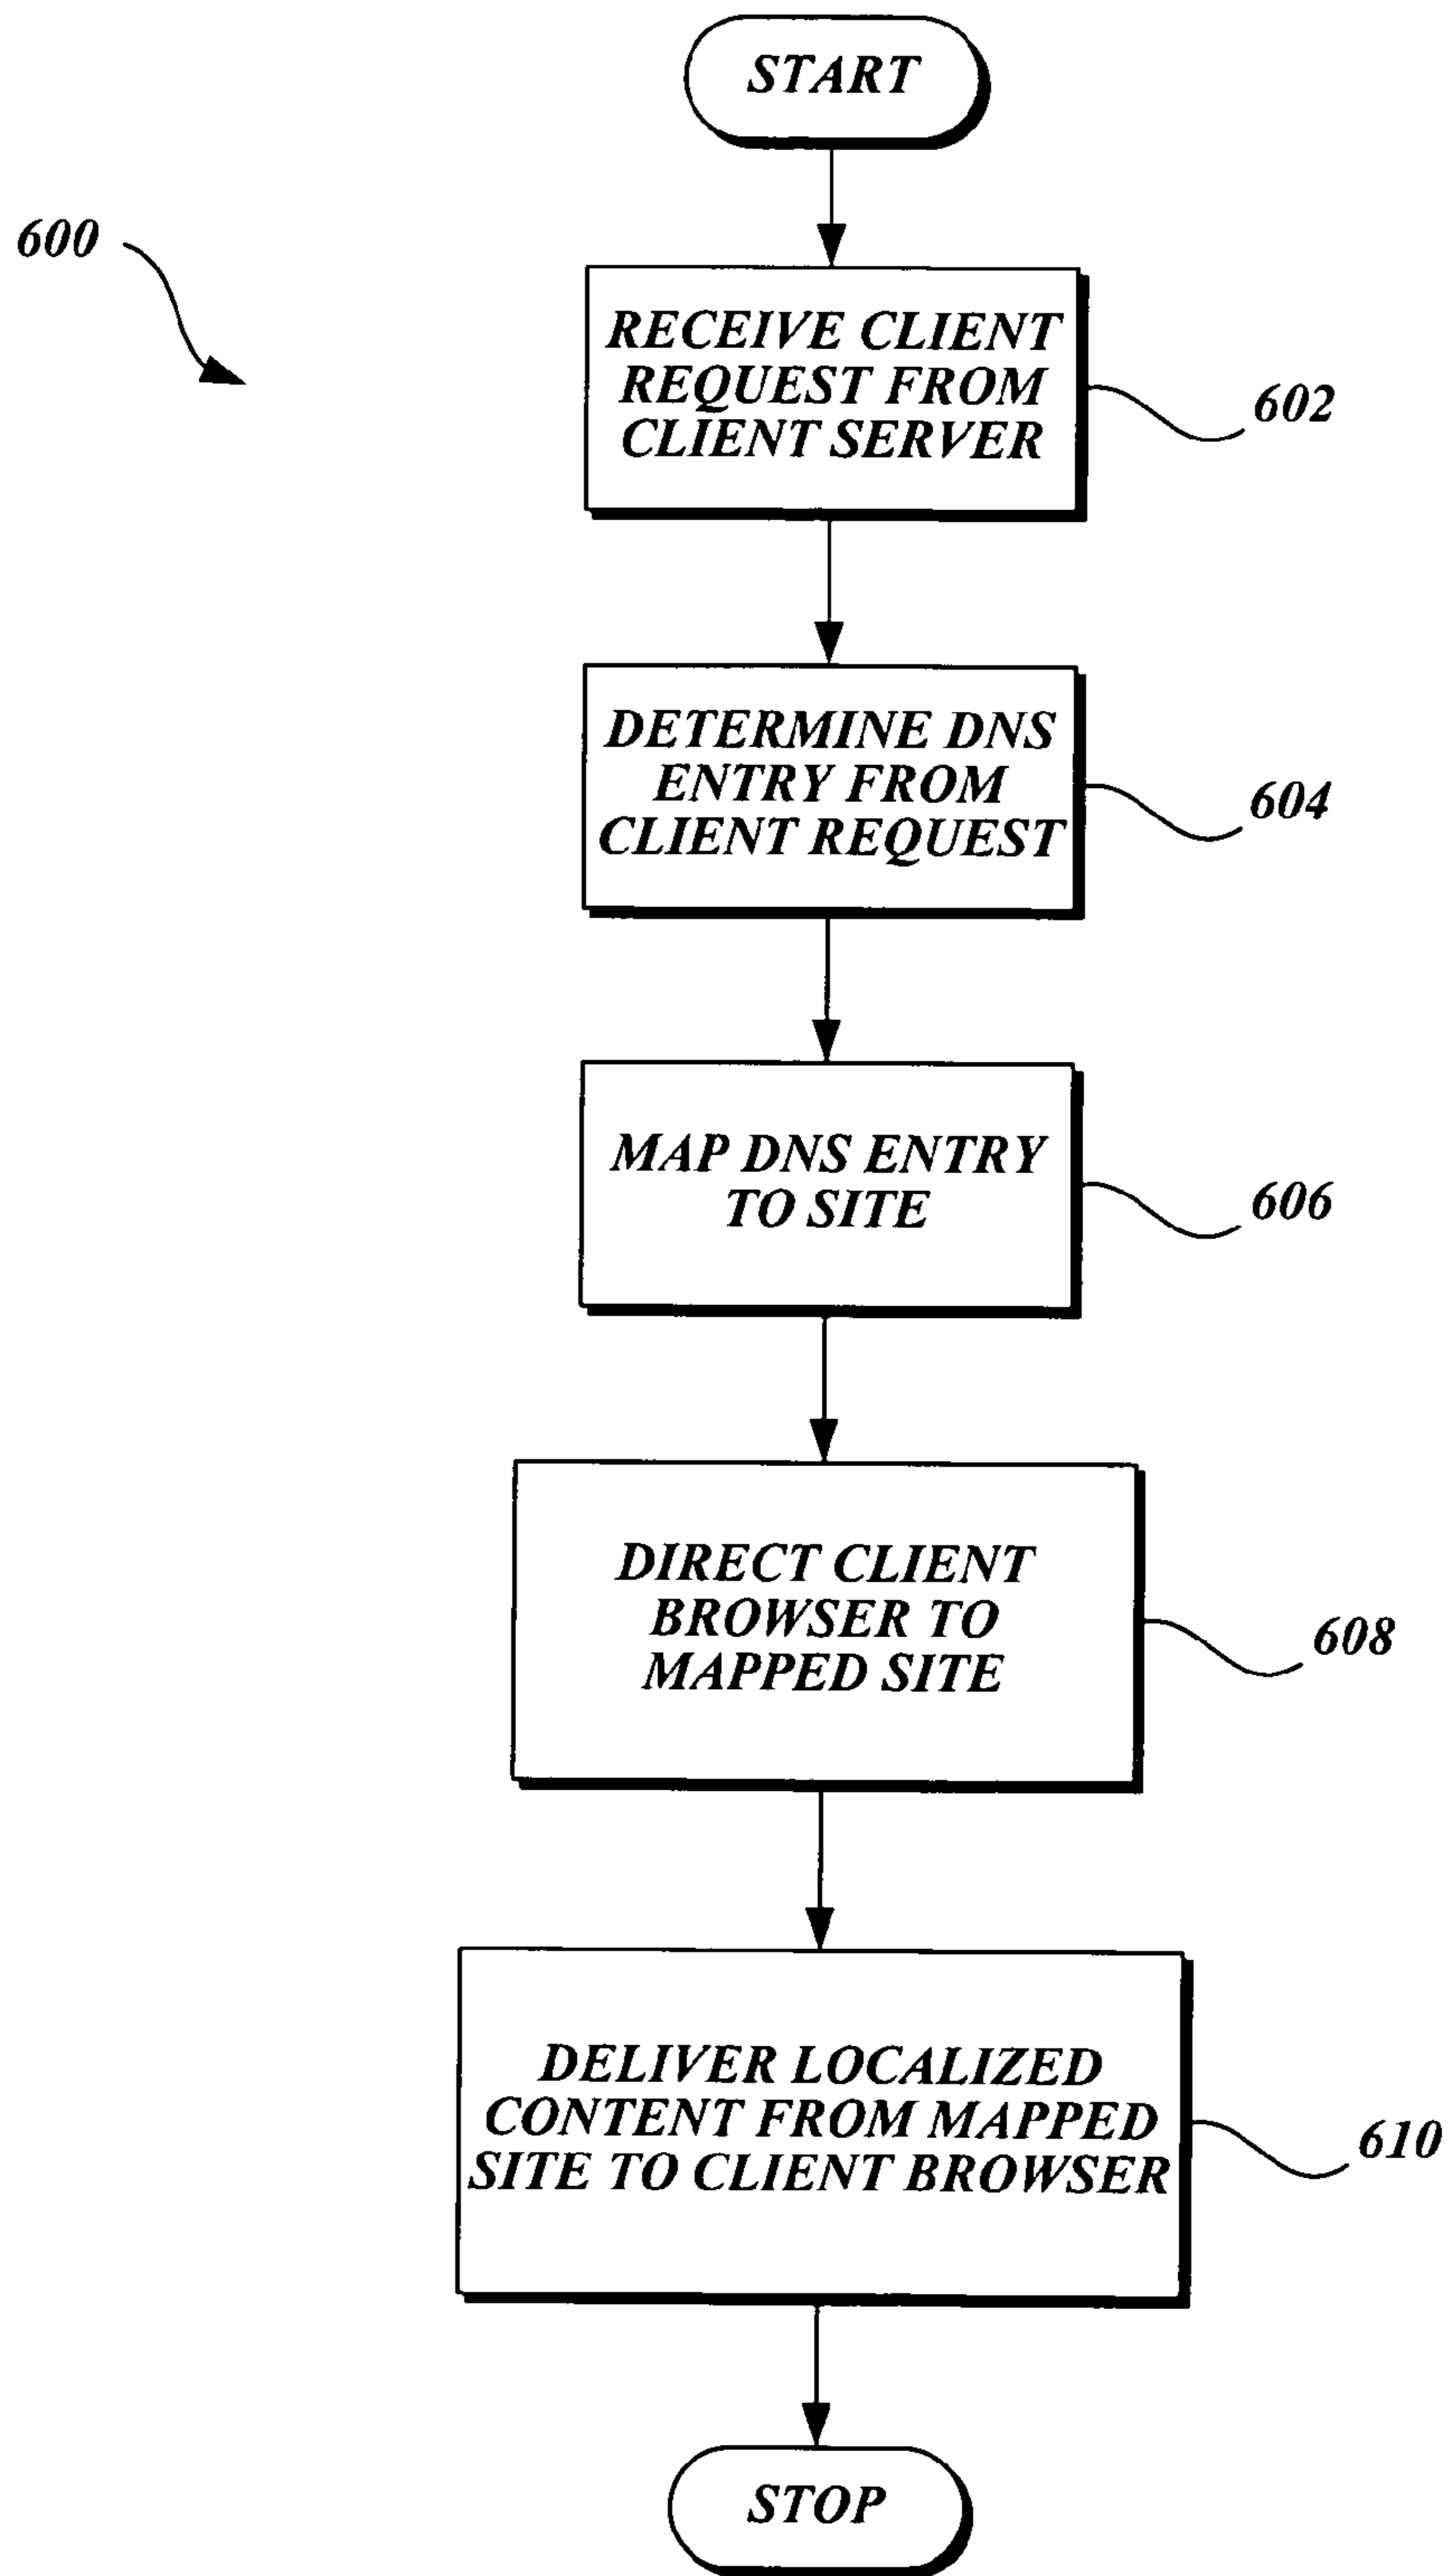 START
600
RECEIVE CLIENT
REQUEST FROM
CLIENT SERVER
602
DETERMINE DNS
ENTRY FROM
CLIENT REQUEST
604
MAP DNS ENTRY
TO SITE
606
DIRECT CLIENT
BROWSER TO
MAPPED SITE
608
DELIVER LOCALIZED
CONTENT FROM MAPPED
SITE TO CLIENT BROWSER
610
STOP